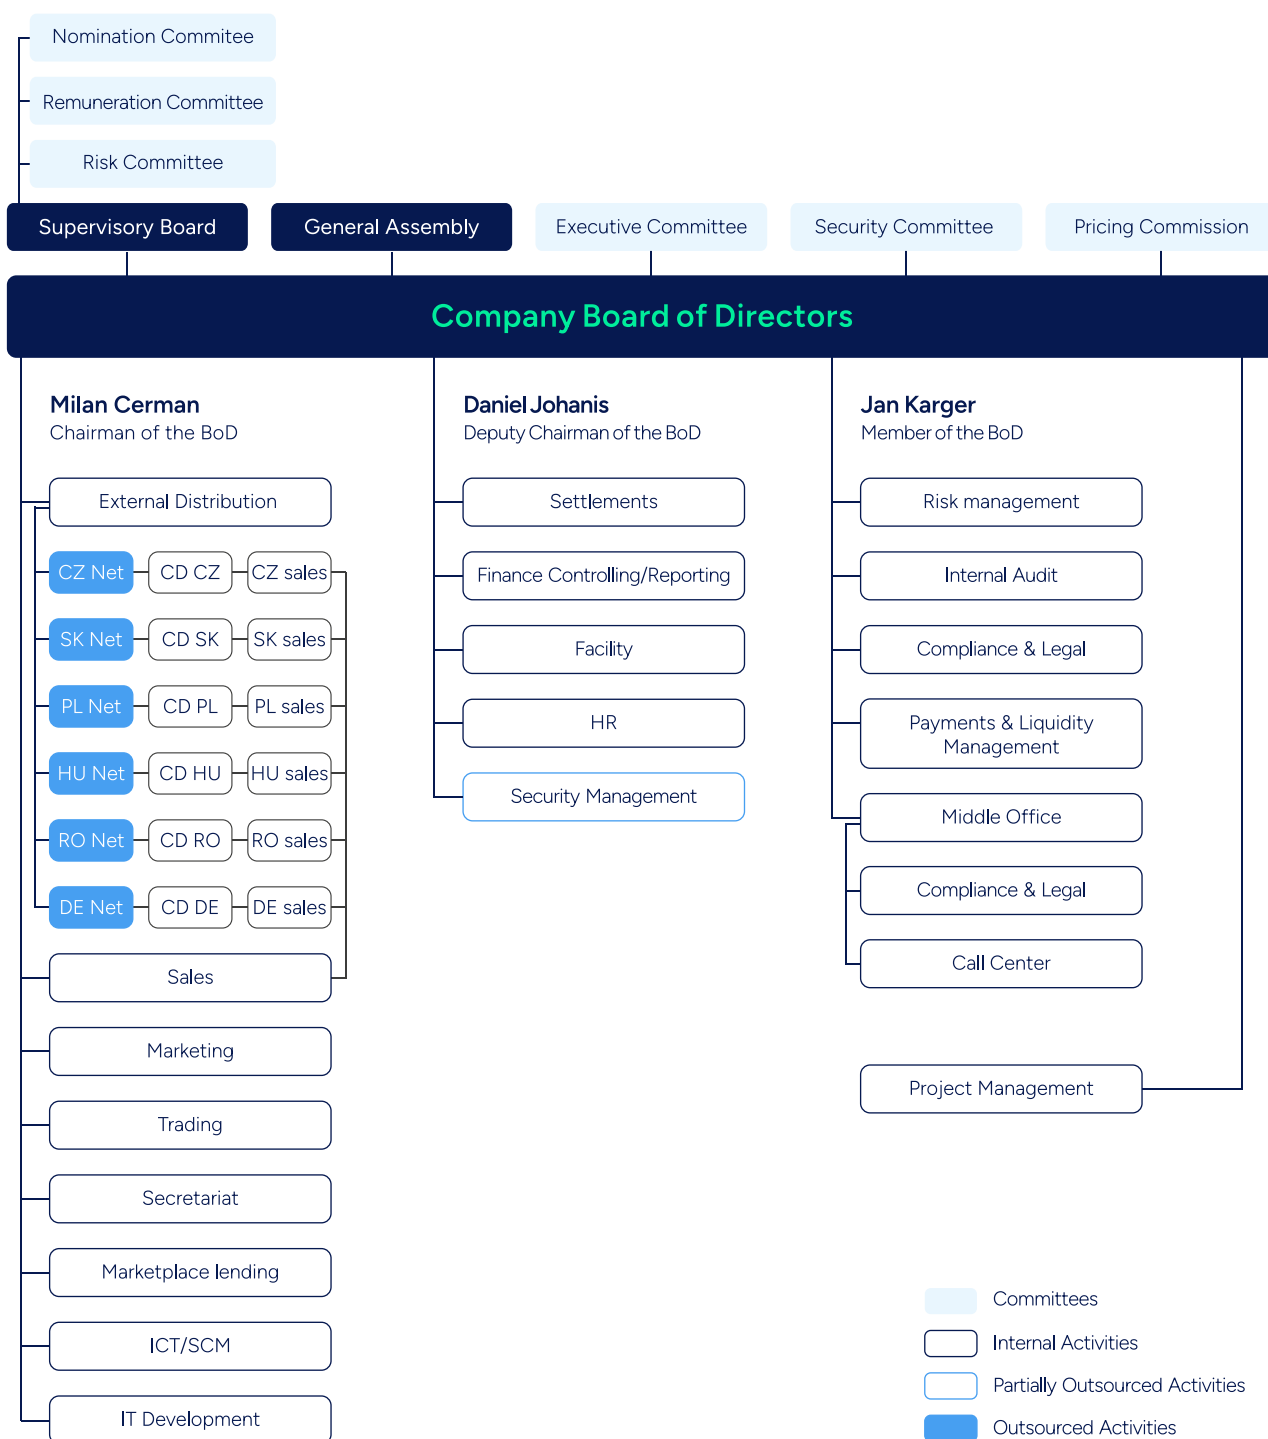 Nomination Commitee
Remuneration Committee
Risk Committee
Supervisory Board
General Assembly
Executive Committee
Security Committee
Pricing Commission
Company Board of Directors
Milan Cerman
Chairman of the BoD
External Distribution
CZ Net
CD CZ
CZ sales
SK Net
CD SK
SK sales
PL Net
CD PL
PL sales
HU Net
CD HU
HU sales
RO Net
CD RO
RO sales
DE Net
CD DE
DE sales
Sales
Marketing
Trading
Secretariat
Marketplace lending
ICT/SCM
IT Development
Daniel Johanis
Deputy Chairman of the BoD
Settlements
Finance Controlling/Reporting
Facility
HR
Security Management
Jan Karger
Member of the BoD
Risk management
Internal Audit
Compliance & Legal
Payments & Liquidity
Management
Middle Office
Compliance & Legal
Call Center
Project Management
Committees
Internal Activities
Partially Outsourced Activities
Outsourced Activities